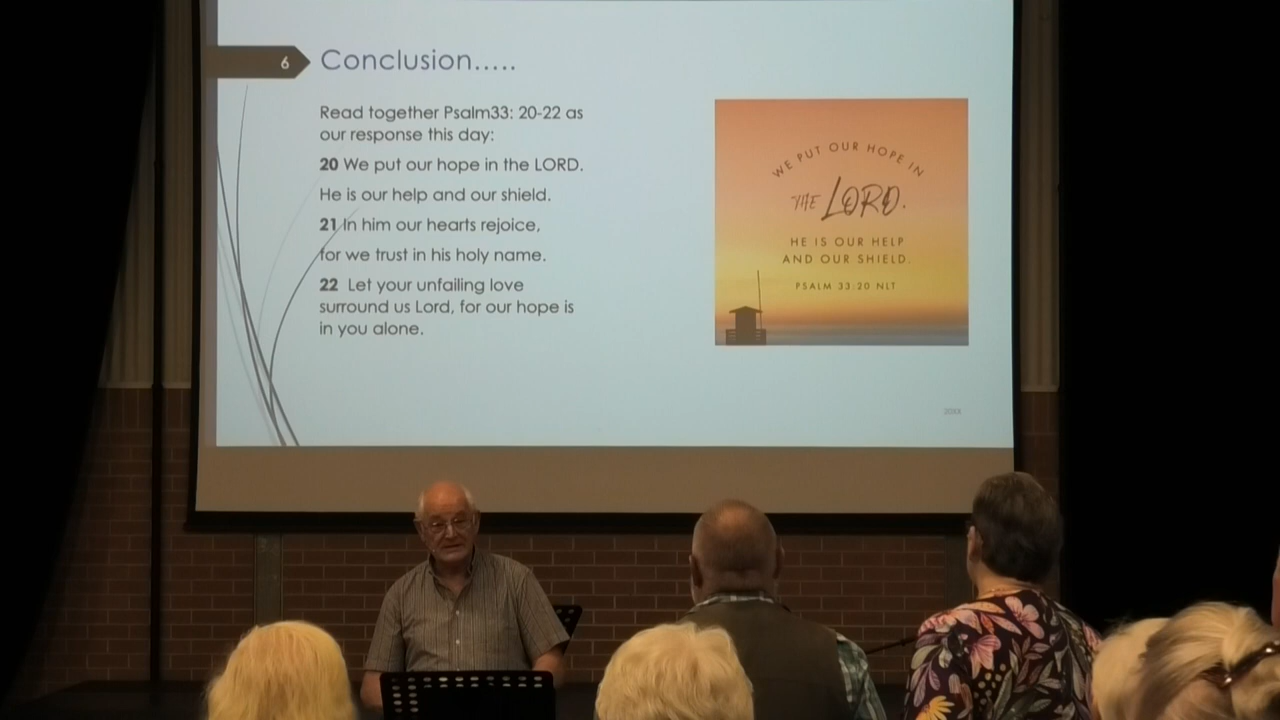 6
Conclusion.....
Read together Psalm33: 20-22 as
our response this day:
20 We put our hope in the LORD.
He is our help and our shield.
21 In him our hearts rejoice,
for we trust in his holy name.
22 Let your unfailing love
surround us Lord, for our hope is
in you alone.
WE PUT OUR HOPE IN
THE LORD.
HE IS OUR HELP
AND OUR SHIELD.
PSALM 33:20 NLT
20XX